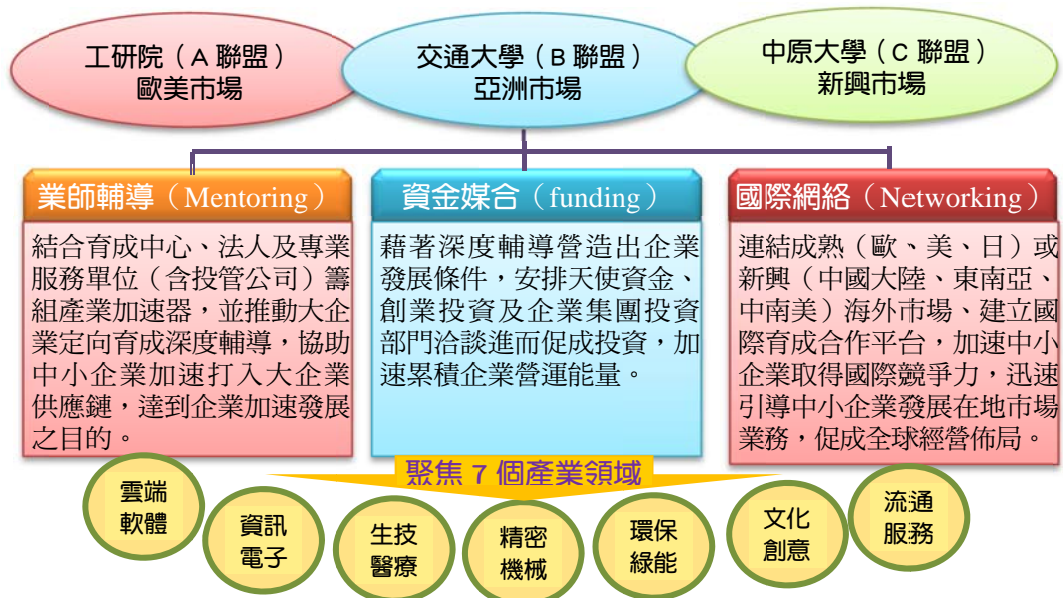 工研院（A 聯盟）
歐美市場
交通大學（B 聯盟）
亞洲市場
中原大學（C 聯盟）
新興市場
業師輔導（Mentoring）
結合育成中心、法人及專業
服務單位（含投管公司）籌
組產業加速器，並推動大企
業定向育成深度輔導，協助
中小企業加速打入大企業
供應鏈，達到企業加速發展
之目的。
資金媒合（funding）
藉著深度輔導營造出企業
發展條件，安排天使資金、
創業投資及企業集團投資
部門洽談進而促成投資，加
速累積企業營運能量。
國際網絡（Networking）
連結成熟（歐、美、日）或
新興（中國大陸、東南亞、
中南美）海外市場、建立國
際育成合作平台，加速中小
企業取得國際競爭力，迅速
引導中小企業發展在地市場
業務，促成全球經營佈局。
聚焦 7 個產業領域
雲端
軟體
資訊
電子
生技
醫療
精密
機械
環保
綠能
文化
創意
流通
服務